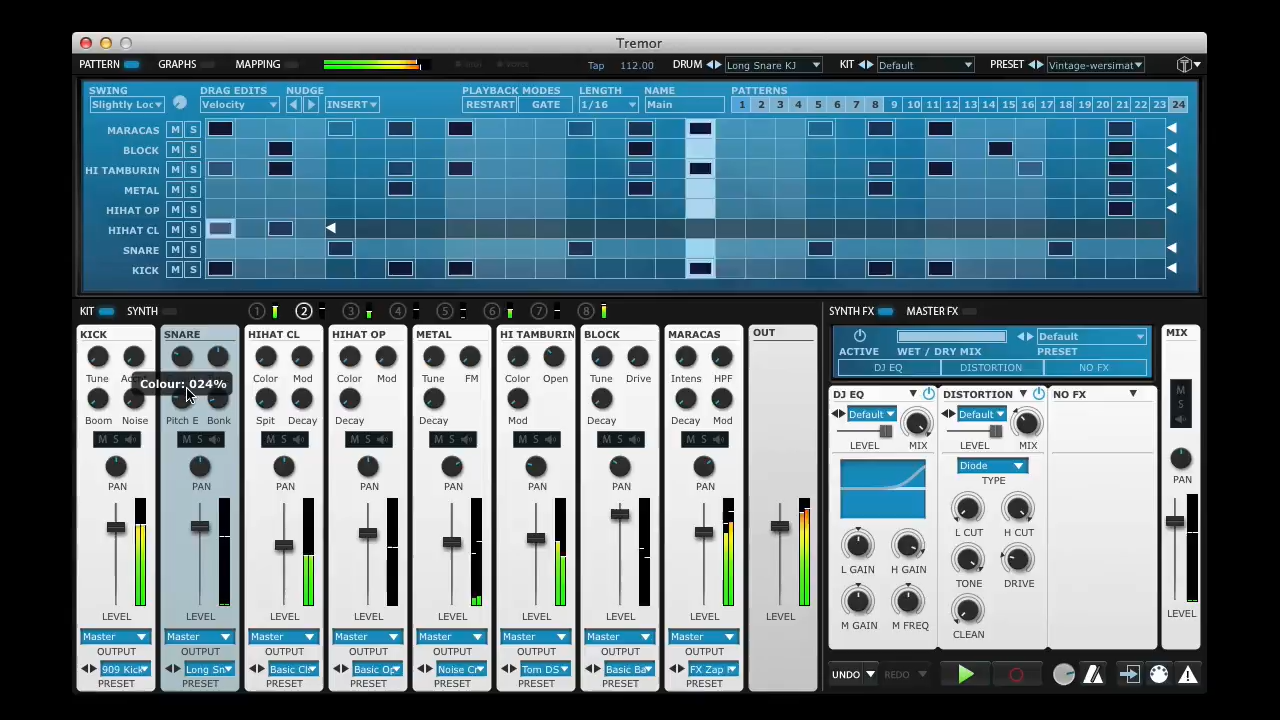 Tremor
PATTERN GRAPHS MAPPING Tap 112.00 DRUM Long Snare KJ KIT Default PRESET Vintage-wersimat
SWING DRAG EDITS NUDGE PLAYBACK MODES LENGTH NAME PATTERNS
Slightly Loc Velocity INSERT RESTART GATE 1/16 Main 1 2 3 4 5 6 7 8 9 10 11 12 13 14 15 16 17 18 19 20 21 22 23 24
MARACAS M S
BLOCK M S
HI TAMBURIN M S
METAL M S
HIHAT OP M S
HIHAT CL M S
SNARE M S
KICK M S
KIT SYNTH 1 2 3 4 5 6 7 8 SYNTH FX MASTER FX
KICK SNARE HIHAT CL HIHAT OP METAL HI TAMBURIN BLOCK MARACAS OUT MIX
Default
ACTIVE WET / DRY MIX PRESET
DJ EQ DISTORTION NO FX
Tune Color Mod Color Mod Tune FM Color Open Tune Drive Intens HPF
Colour: 024%
Boom Noise Pitch E Bonk Spit Decay Decay Decay Mod Decay Decay Mod
DJ EQ DISTORTION NO FX
Default Default
LEVEL MIX LEVEL MIX
M S M S M S M S M S M S M S M S M S
Diode
TYPE
PAN PAN PAN PAN PAN PAN PAN PAN PAN
L CUT H CUT
L GAIN H GAIN TONE DRIVE
LEVEL LEVEL LEVEL LEVEL LEVEL LEVEL LEVEL LEVEL LEVEL LEVEL
M GAIN M FREQ CLEAN
Master Master Master Master Master Master Master Master
OUTPUT OUTPUT OUTPUT OUTPUT OUTPUT OUTPUT OUTPUT OUTPUT
909 Kick Long Sn Basic Cl Basic Op Noise Cr Tom DS Basic Ba FX Zap
PRESET PRESET PRESET PRESET PRESET PRESET PRESET PRESET
UNDO REDO